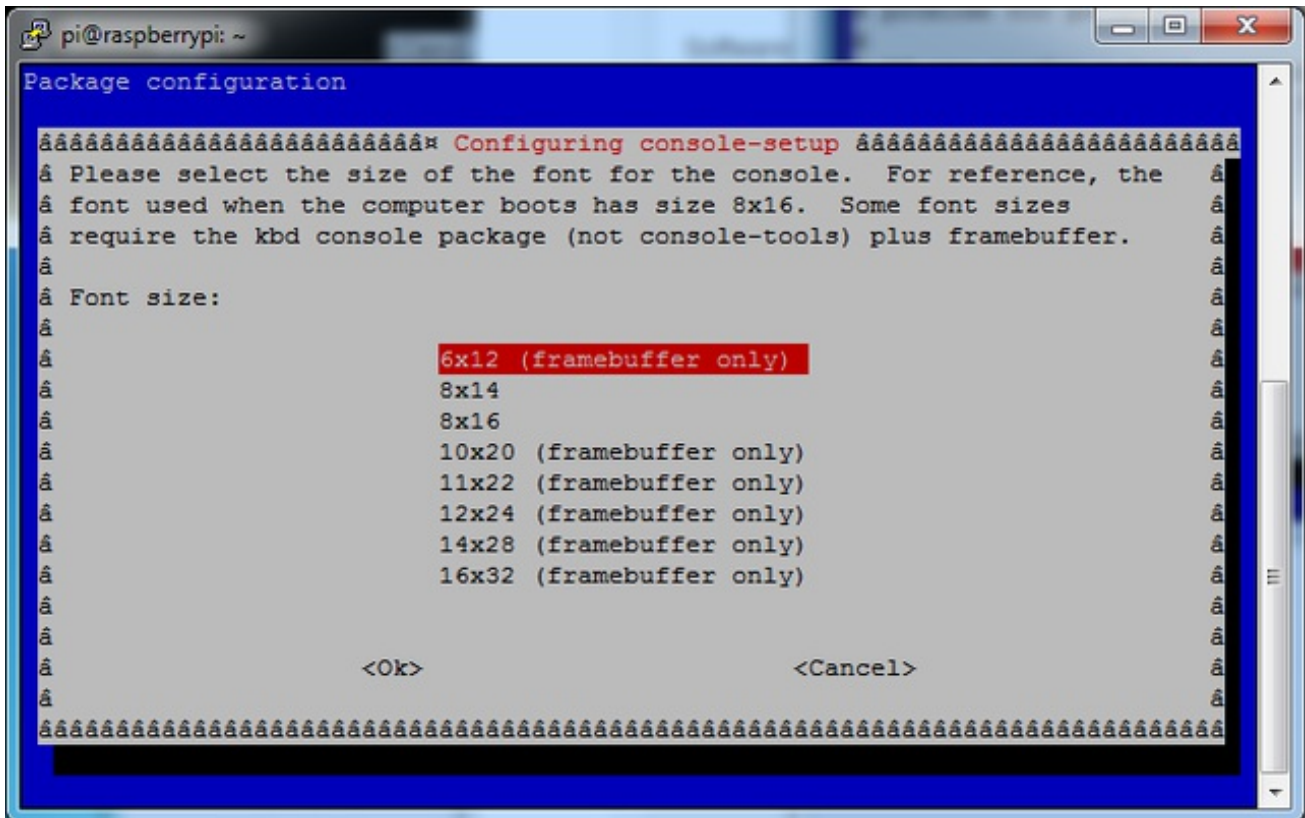 pi@raspberrypi: ~
Package configuration
âââââââââââââââââââââââââ¤ Configuring console-setup âââââââââââââââââââââââââ
â Please select the size of the font for the console.  For reference, the   â
â font used when the computer boots has size 8x16.  Some font sizes         â
â require the kbd console package (not console-tools) plus framebuffer.     â
â                                                                           â
â Font size:                                                                â
â                                                                           â
â                         6x12 (framebuffer only)                           â
â                         8x14                                              â
â                         8x16                                              â
â                         10x20 (framebuffer only)                          â
â                         11x22 (framebuffer only)                          â
â                         12x24 (framebuffer only)                          â
â                         14x28 (framebuffer only)                          â
â                         16x32 (framebuffer only)                          â
â                                                                           â
â                                                                           â
â                    <Ok>                        <Cancel>                   â
â                                                                           â
âââââââââââââââââââââââââââââââââââââââââââââââââââââââââââââââââââââââââââââ